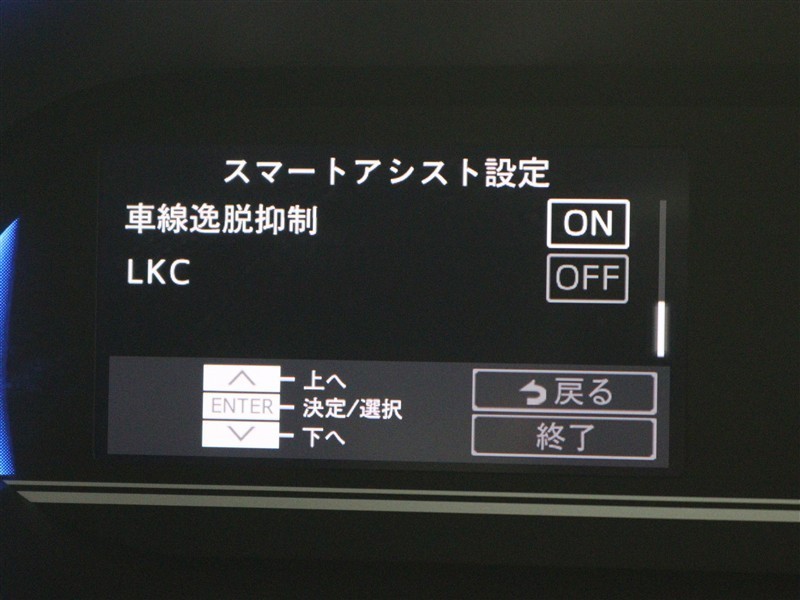 スマートアシスト設定
車線逸脱抑制 ON
LKC OFF
上へ
ENTER 決定/選択
下へ
戻る
終了